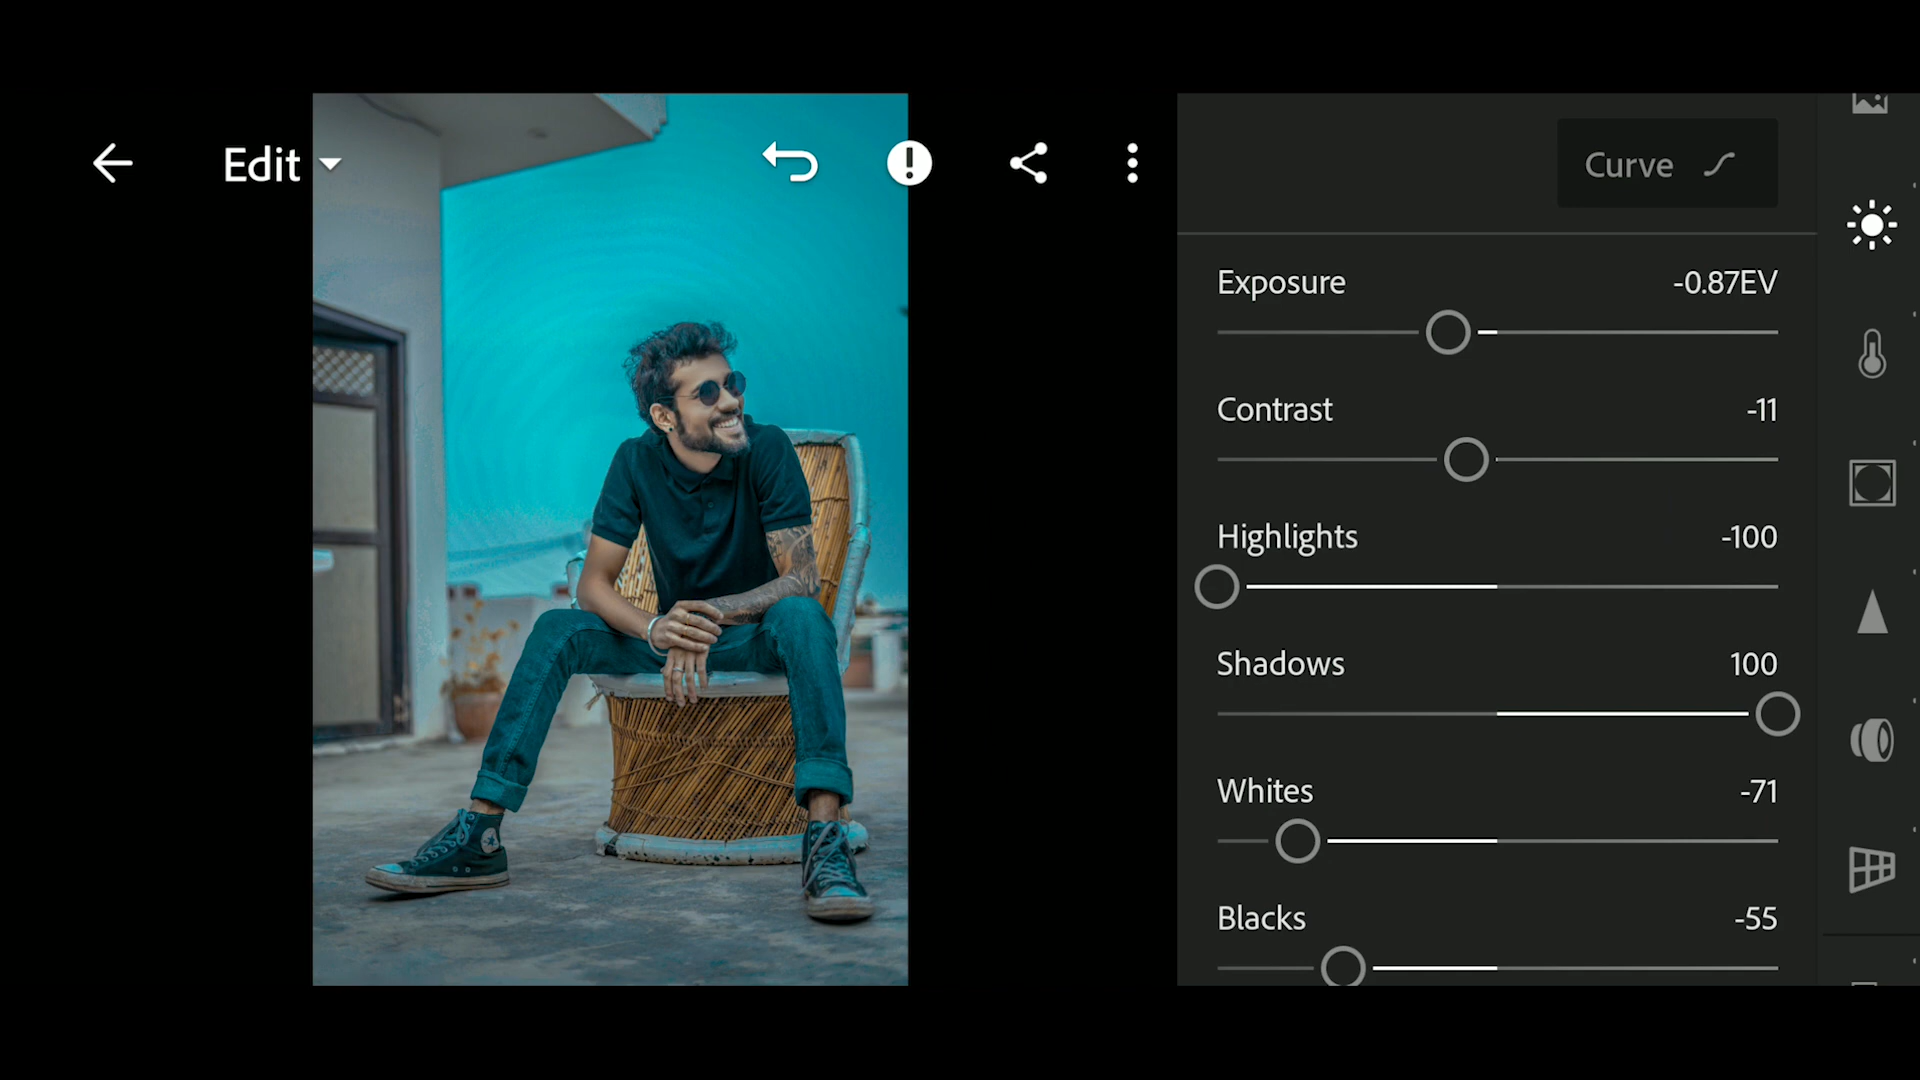 Edit
Curve
Exposure -0.87EV
Contrast -11
Highlights -100
Shadows 100
Whites -71
Blacks -55